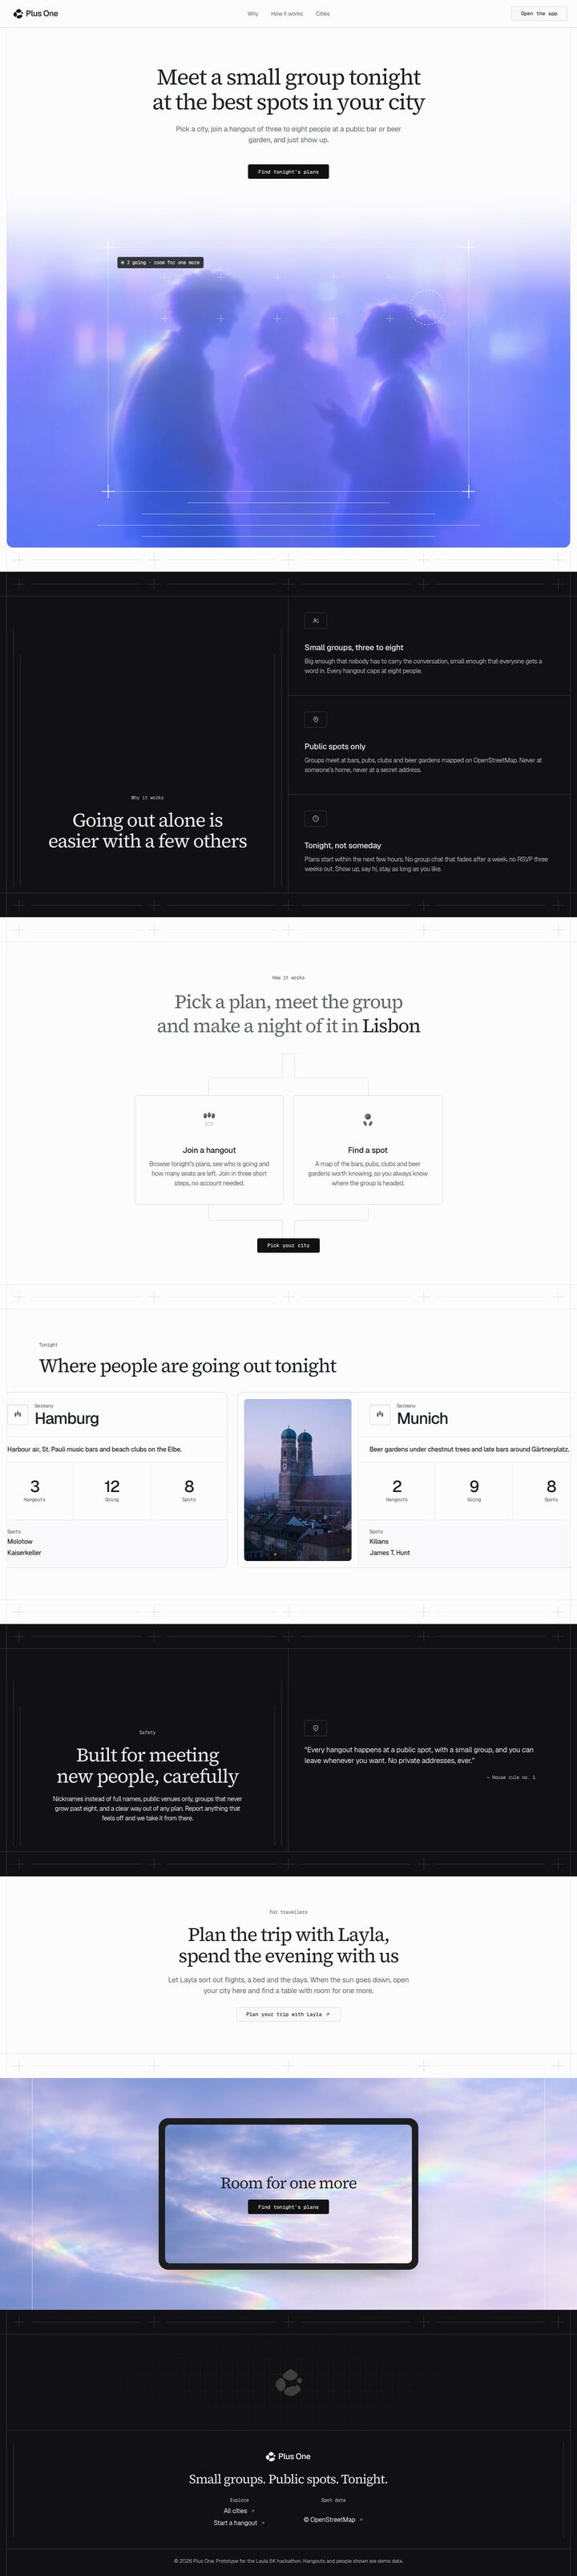 Plus One
Why
How it works
Cities
Open the app
Meet a small group tonight
at the best spots in your city
Pick a city, join a hangout of three to eight people at a public bar or beer
garden, and just show up.
Find tonight's plans
3 going · room for one more
Why it works
Going out alone is
easier with a few others
Small groups, three to eight
Big enough that nobody has to carry the conversation, small enough that everyone gets a
word in. Every hangout caps at eight people.
Public spots only
Groups meet at bars, pubs, clubs and beer gardens mapped on OpenStreetMap. Never at
someone's home, never at a secret address.
Tonight, not someday
Plans start within the next few hours. No group chat that fades after a week, no RSVP three
weeks out. Show up, say hi, stay as long as you like.
How it works
Pick a plan, meet the group
and make a night of it in Lisbon
Join a hangout
Browse tonight's plans, see who is going and
how many seats are left. Join in three short
steps, no account needed.
Find a spot
A map of the bars, pubs, clubs and beer
gardens worth knowing, so you always know
where the group is headed.
Pick your city
Tonight
Where people are going out tonight
Germany
Hamburg
Harbour air, St. Pauli music bars and beach clubs on the Elbe.
3
Hangouts
12
Going
8
Spots
Spots
Molotow
Kaiserkeller
Germany
Munich
Beer gardens under chestnut trees and late bars around Gärtnerplatz.
2
Hangouts
9
Going
8
Spots
Spots
Kilians
James T. Hunt
Safety
Built for meeting
new people, carefully
Nicknames instead of full names, public venues only, groups that never
grow past eight, and a clear way out of any plan. Report anything that
feels off and we take it from there.
"Every hangout happens at a public spot, with a small group, and you can
leave whenever you want. No private addresses, ever."
— House rule no. 1
For travellers
Plan the trip with Layla,
spend the evening with us
Let Layla sort out flights, a bed and the days. When the sun goes down, open
your city here and find a table with room for one more.
Plan your trip with Layla ↗
Room for one more
Find tonight's plans
Plus One
Small groups. Public spots. Tonight.
Explore
All cities ↗
Start a hangout ↗
Spot data
© OpenStreetMap ↗
© 2026 Plus One. Prototype for the Layla 5K hackathon. Hangouts and people shown are demo data.